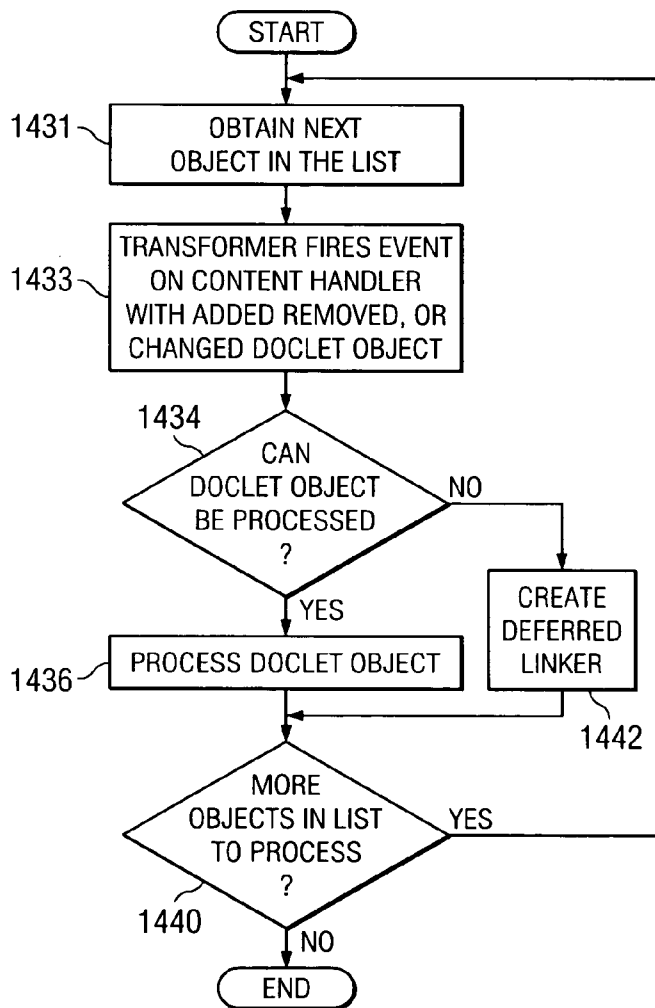 START
1431
OBTAIN NEXT
OBJECT IN THE LIST
1433
TRANSFORMER FIRES EVENT
ON CONTENT HANDLER
WITH ADDED REMOVED, OR
CHANGED DOCLET OBJECT
1434
CAN
DOCLET OBJECT
BE PROCESSED
?
NO
YES
CREATE
DEFERRED
LINKER
1442
1436
PROCESS DOCLET OBJECT
MORE
OBJECTS IN LIST
TO PROCESS
?
YES
1440
NO
END